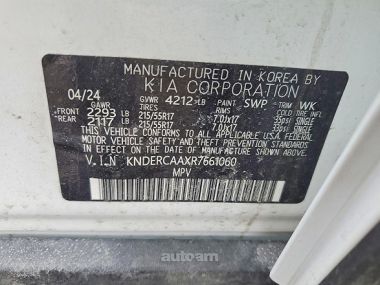 MANUFACTURED IN KOREA BY
KIA CORPORATION
04/24 GVWR 4212 LB PAINT SWP TRIM WK
GAWR TIRES RIMS
FRONT 2293 LB 215/55R17 7.0Jx17 35psi SINGLE
REAR 2117 LB 215/55R17 7.0Jx17 35psi SINGLE
THIS VEHICLE CONFORMS TO ALL APPLICABLE U.S.A. FEDERAL
MOTOR VEHICLE SAFETY AND THEFT PREVENTION STANDARDS
IN EFFECT ON THE DATE OF MANUFACTURE SHOWN ABOVE.
V.I.N KNDERCAAXR7661060
MPV
autoam